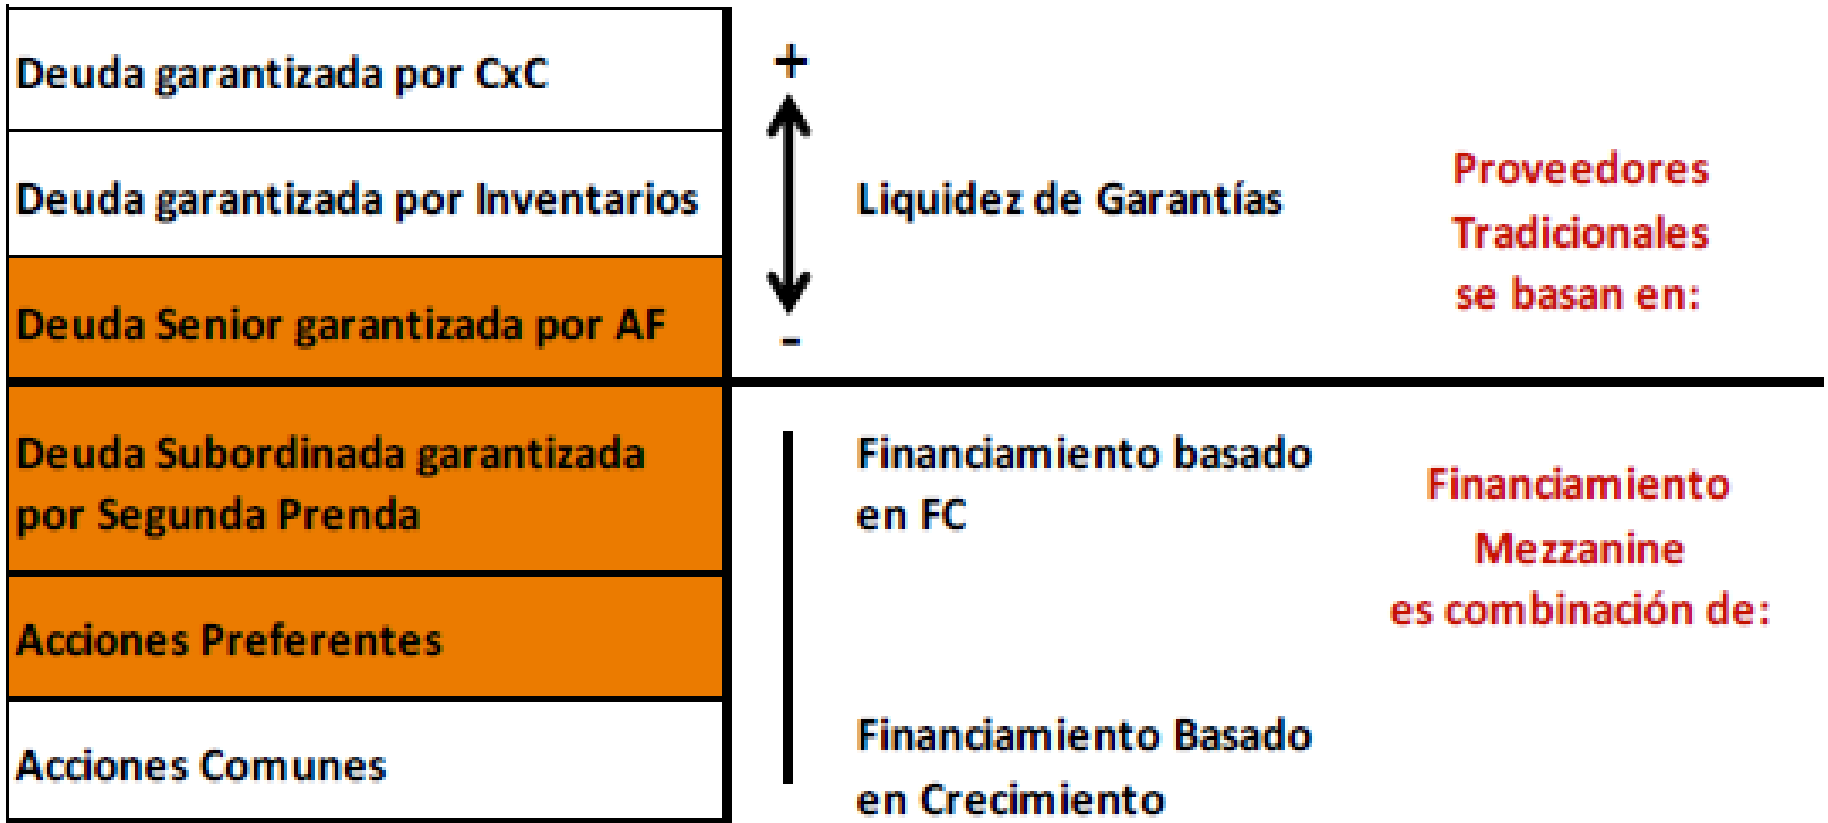 Deuda garantizada por CxC
Deuda garantizada por Inventarios
Deuda Senior garantizada por AF
Deuda Subordinada garantizada
por Segunda Prenda
Acciones Preferentes
Acciones Comunes
+
Liquidez de Garantías
-
Proveedores
Tradicionales
se basan en:
Financiamiento basado
en FC
Financiamiento Basado
en Crecimiento
Financiamiento
Mezzanine
es combinación de: